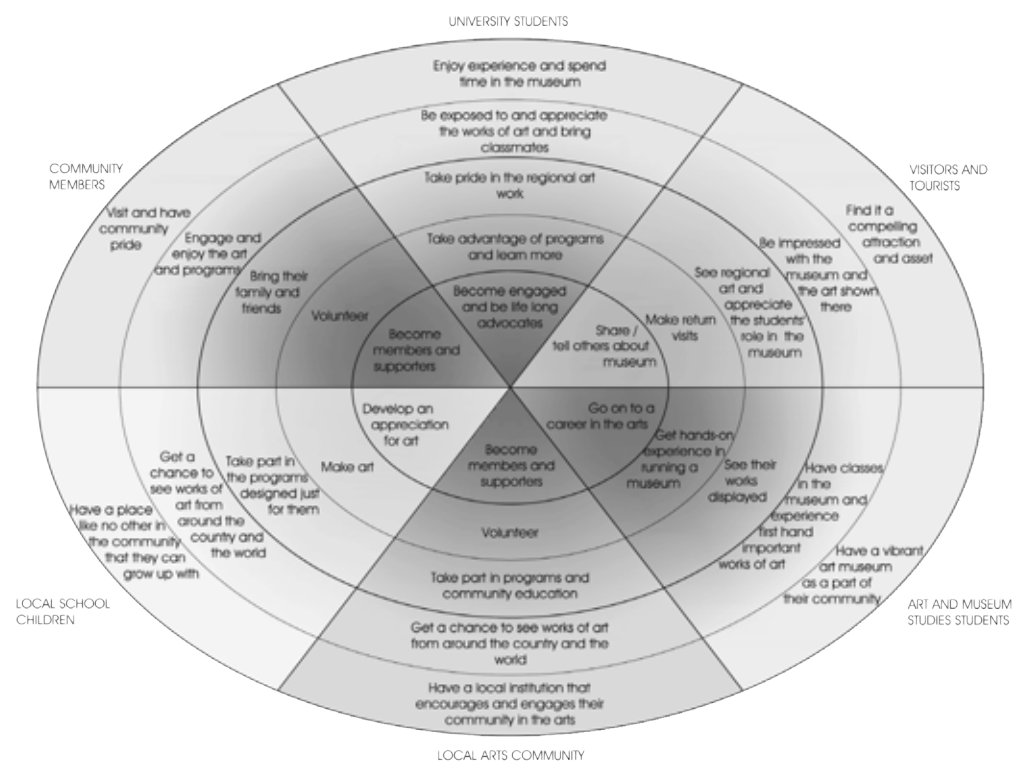 UNIVERSITY STUDENTS
Enjoy experience and spend
time in the museum
Be exposed to and appreciate
the works of art and bring
classmates
Take pride in the regional art
work
Take advantage of programs
and learn more
Become engaged
and be life long
advocates
COMMUNITY
MEMBERS
Visit and have
community
pride
Engage and
enjoy the art
and programs
Bring their
family and
friends
Volunteer
Become
members and
supporters
VISITORS AND
TOURISTS
Find it a
compelling
attraction
and asset
Be impressed
with the
museum and
the art shown
there
See regional
art and
appreciate
the students'
role in the
museum
Make return
visits
Share /
tell others about
museum
LOCAL SCHOOL
CHILDREN
Have a place
like no other in
the community
that they can
grow up with
Get a
chance to
see works of
art from
around the
country and
the world
Take part in
the programs
designed just
for them
Make art
Develop an
appreciation
for art
Go on to a
career in the arts
Get hands-on
experience in
running a
museum
See their
works
displayed
Have classes
in the
museum and
experience
first hand
important
works of art
Have a vibrant
art museum
as a part of
their community
ART AND MUSEUM
STUDIES STUDENTS
Become
members and
supporters
Volunteer
Take part in programs and
community education
Get a chance to see works of art
from around the country and the
world
Have a local institution that
encourages and engages their
community in the arts
LOCAL ARTS COMMUNITY